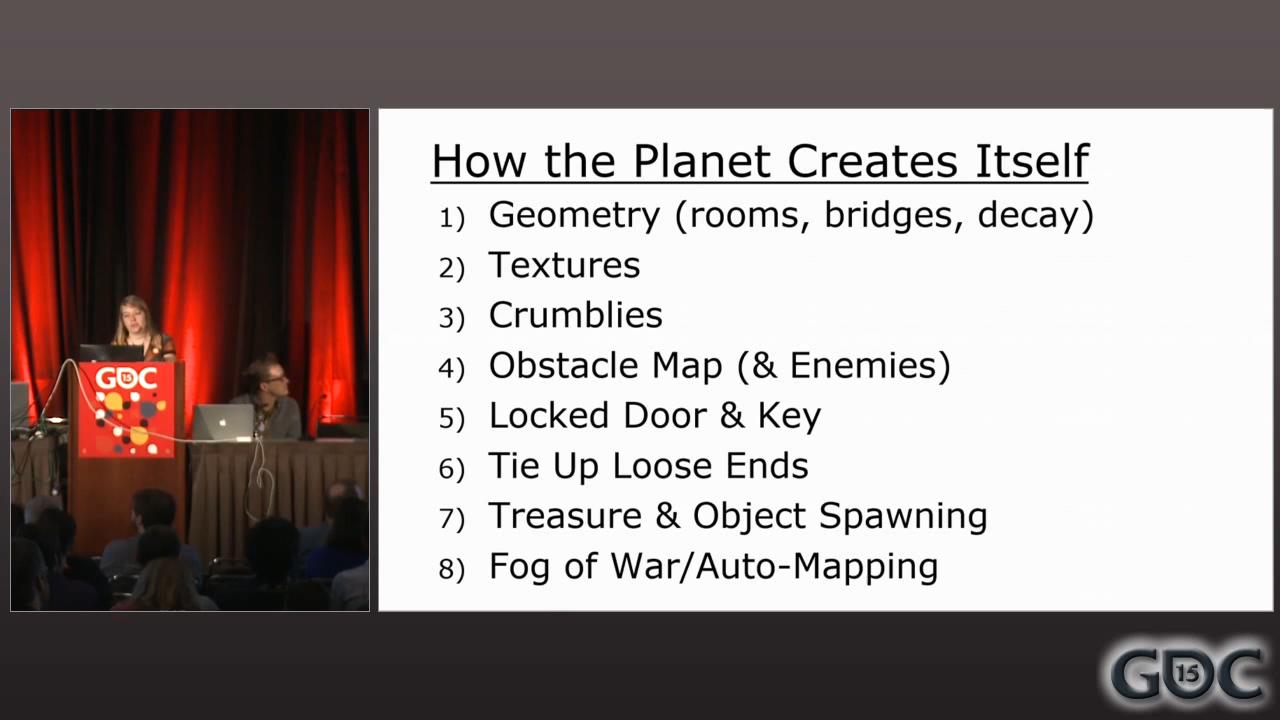 How the Planet Creates Itself
1) Geometry (rooms, bridges, decay)
2) Textures
3) Crumblies
4) Obstacle Map (& Enemies)
5) Locked Door & Key
6) Tie Up Loose Ends
7) Treasure & Object Spawning
8) Fog of War/Auto-Mapping
GDC 15
GDC 15